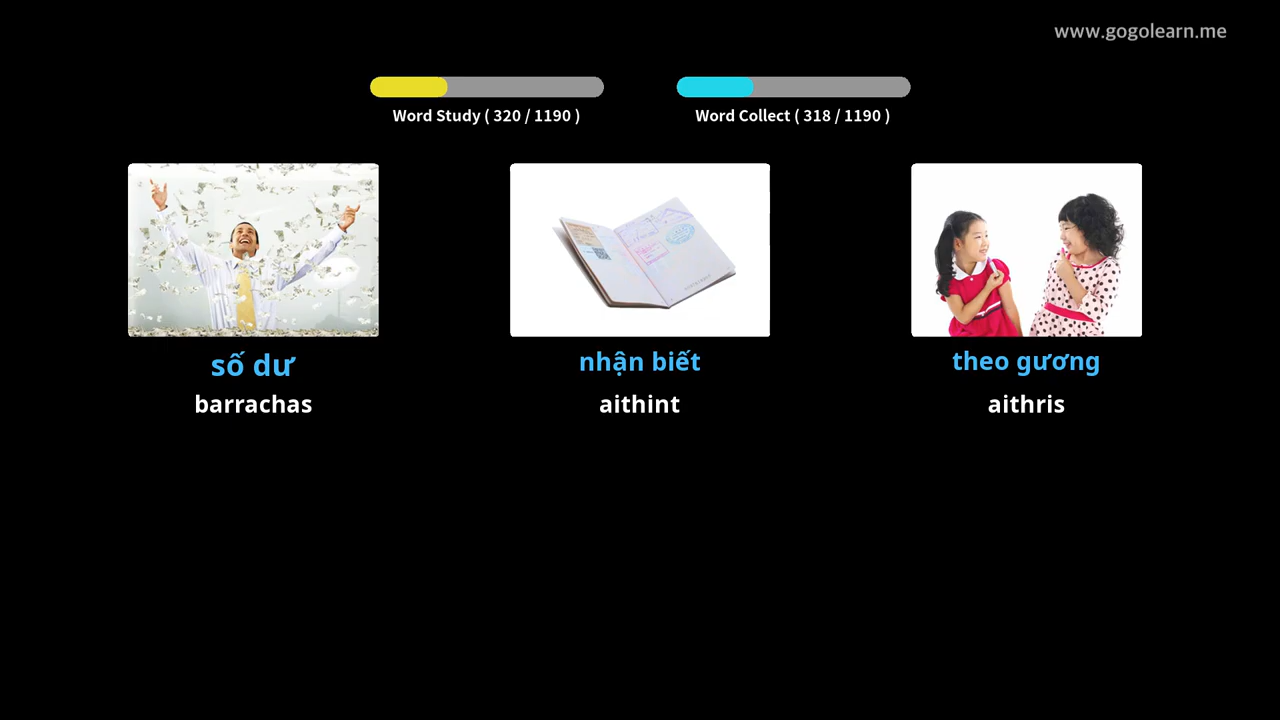 www.gogolearn.me
Word Study ( 320 / 1190 )
Word Collect ( 318 / 1190 )
số dư
nhận biết
theo gương
barrachas
aithint
aithris